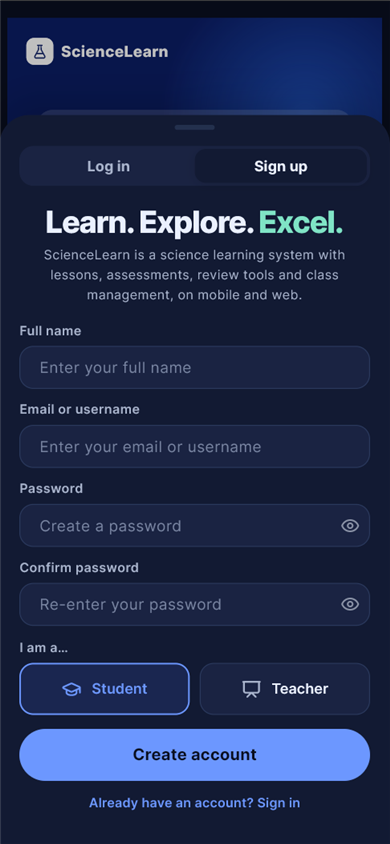 ScienceLearn
Log in
Sign up
Learn. Explore. Excel.
ScienceLearn is a science learning system with
lessons, assessments, review tools and class
management, on mobile and web.
Full name
Enter your full name
Email or username
Enter your email or username
Password
Create a password
Confirm password
Re-enter your password
I am a...
Student
Teacher
Create account
Already have an account? Sign in